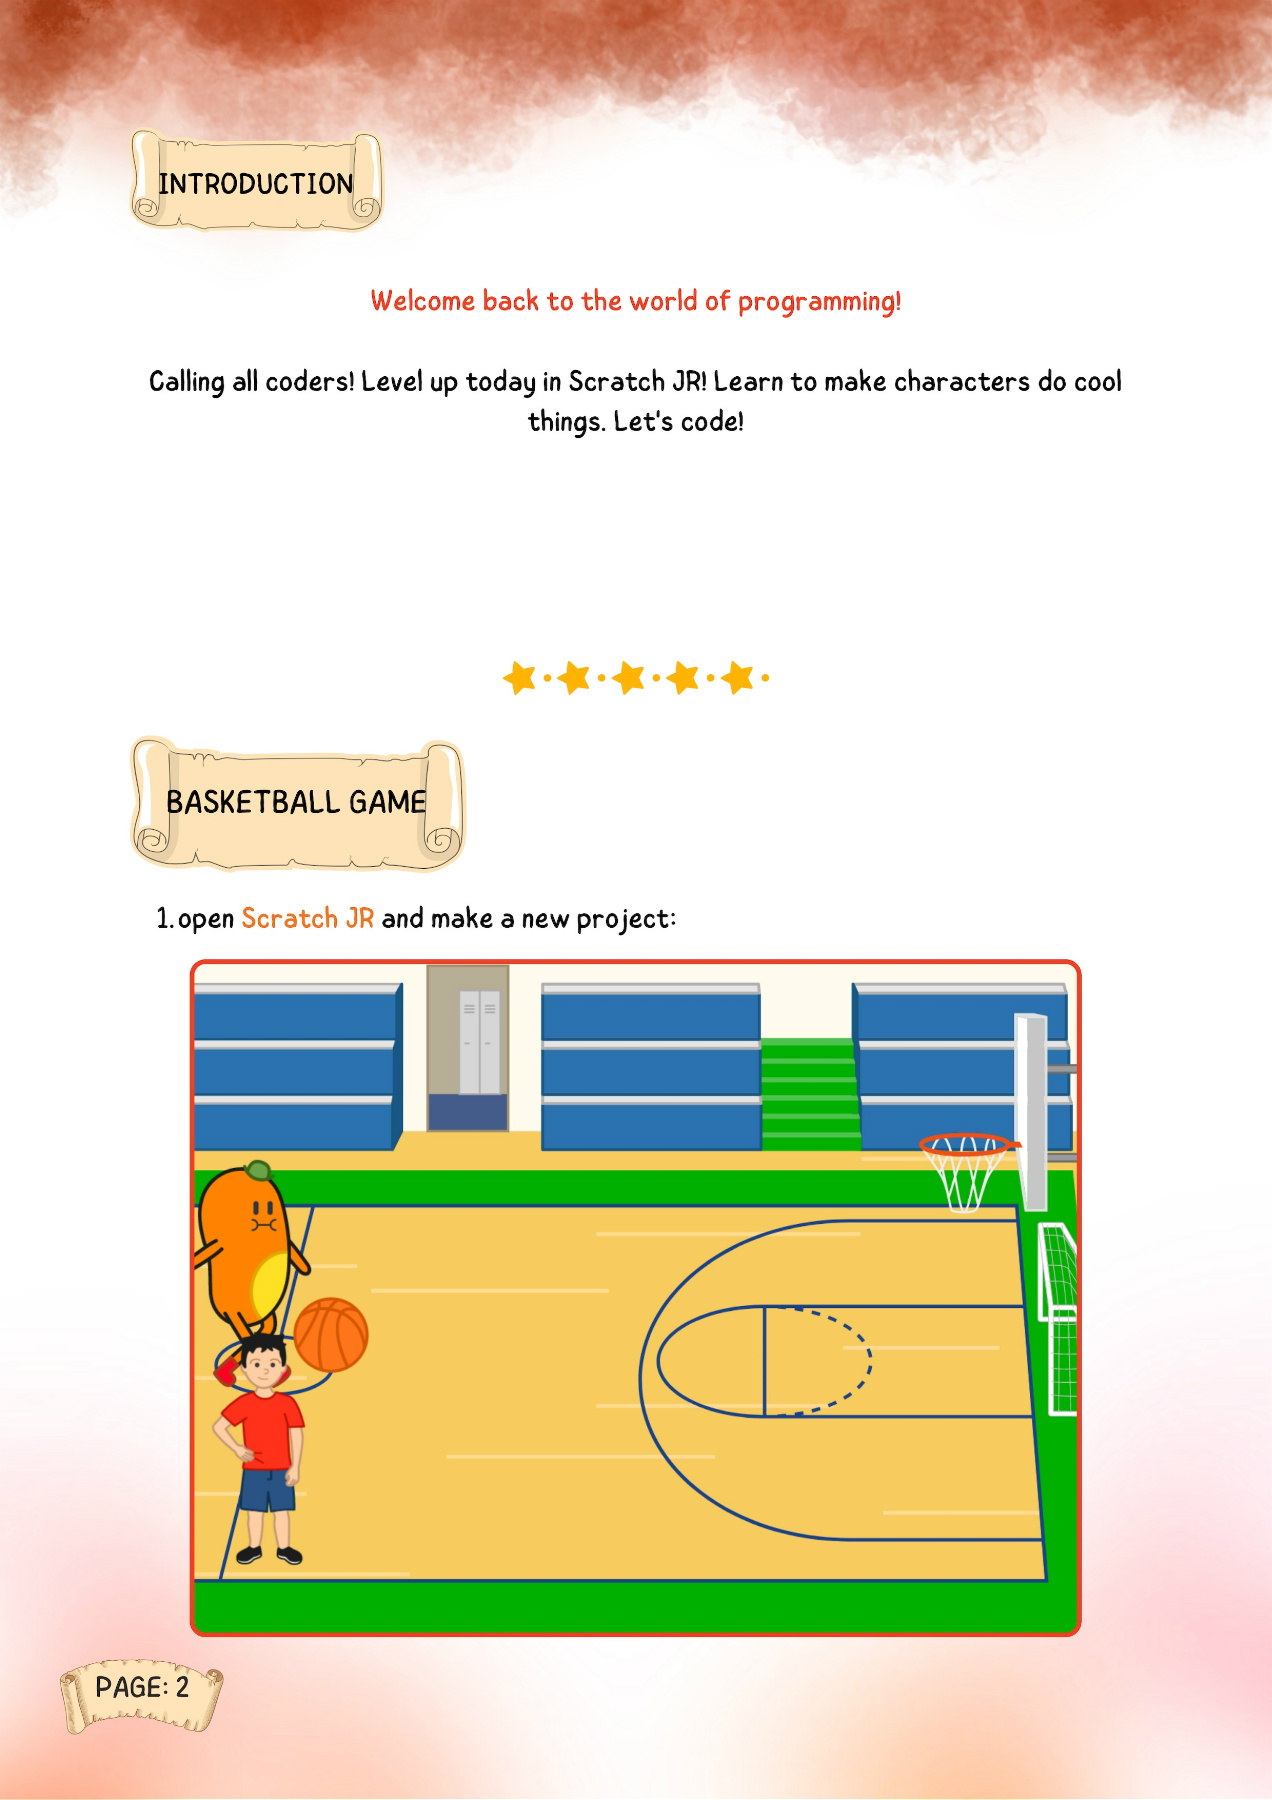 INTRODUCTION
Welcome back to the world of programming!
Calling all coders! Level up today in Scratch JR! Learn to make characters do cool
things. Let's code!
BASKETBALL GAME
1. open Scratch JR and make a new project:
PAGE: 2